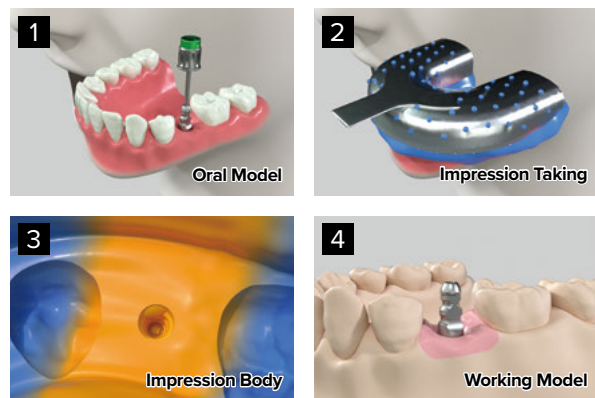 1
Oral Model
2
Impression Taking
3
Impression Body
4
Working Model